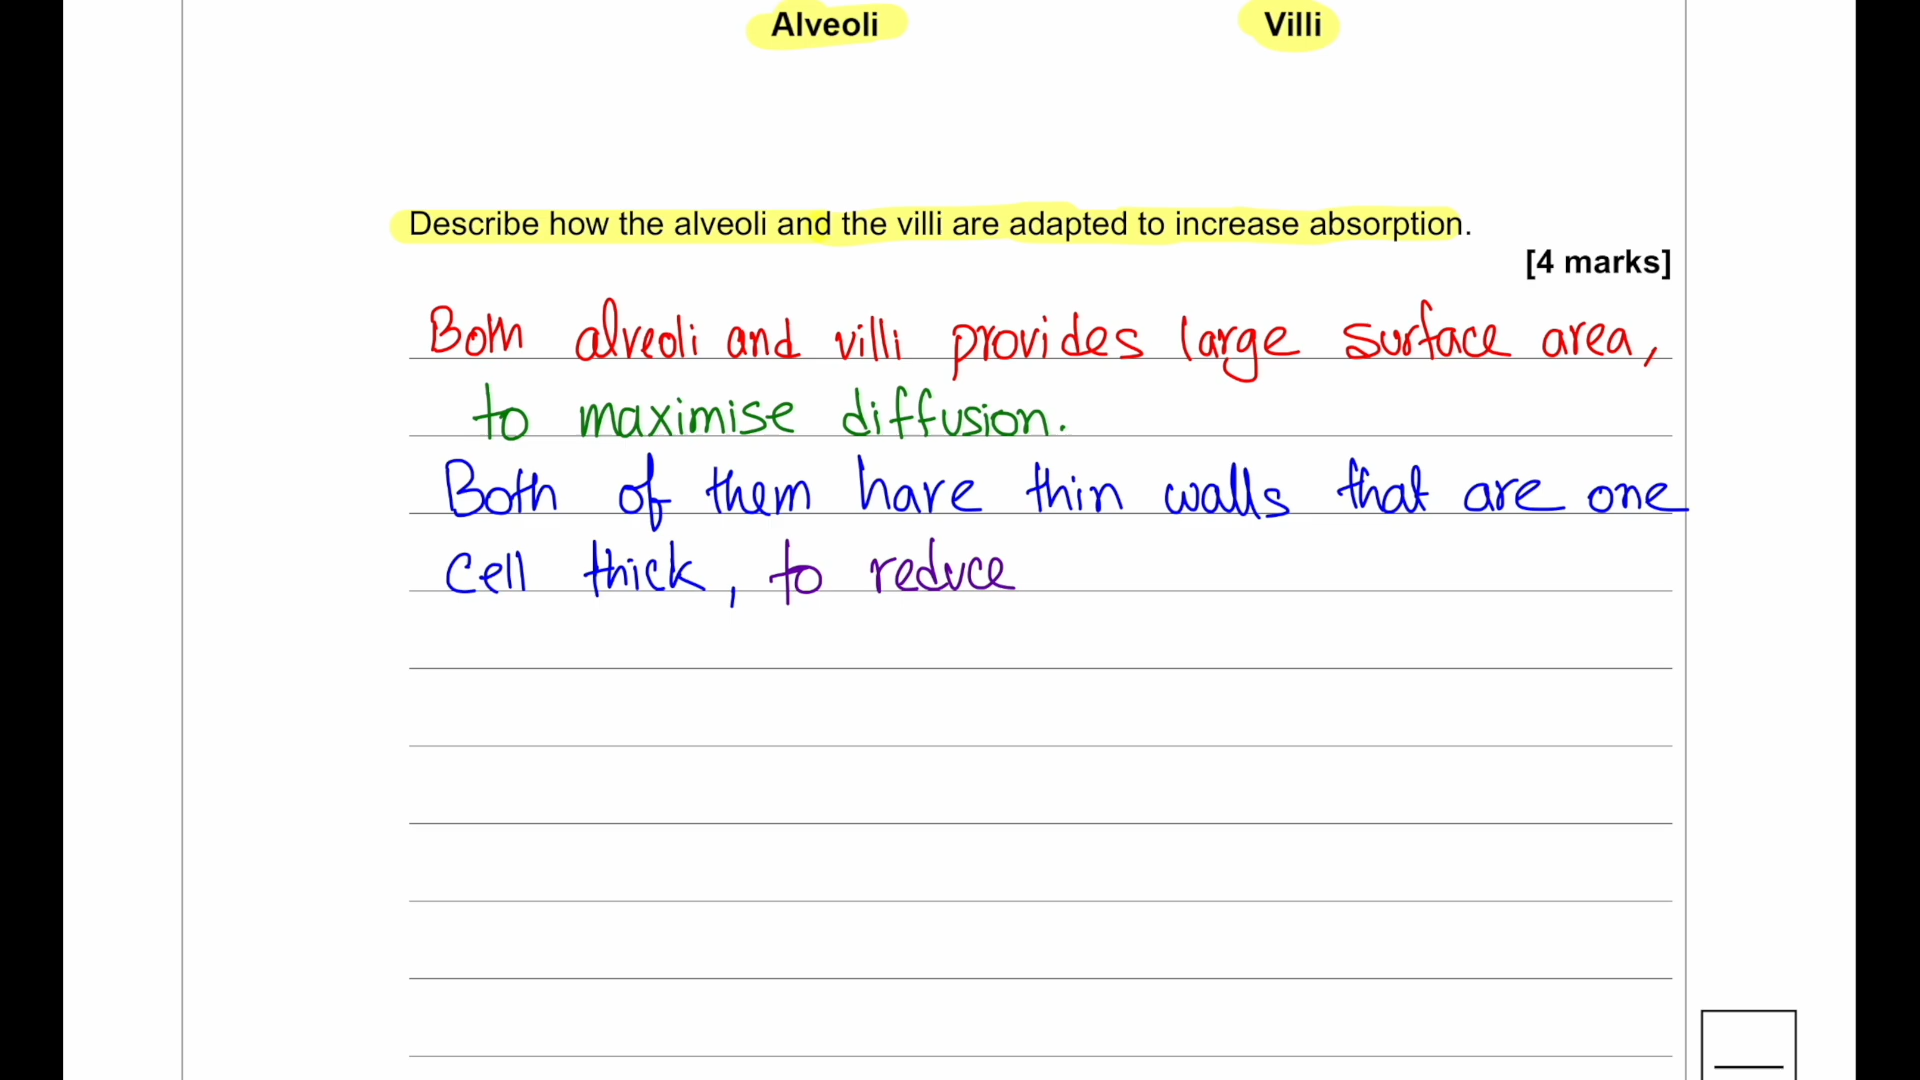 Alveoli Villi
Describe how the alveoli and the villi are adapted to increase absorption.
[4 marks]
Both alveoli and villi provides large surface area,
to maximise diffusion.
Both of them have thin walls that are one
cell thick, to reduce